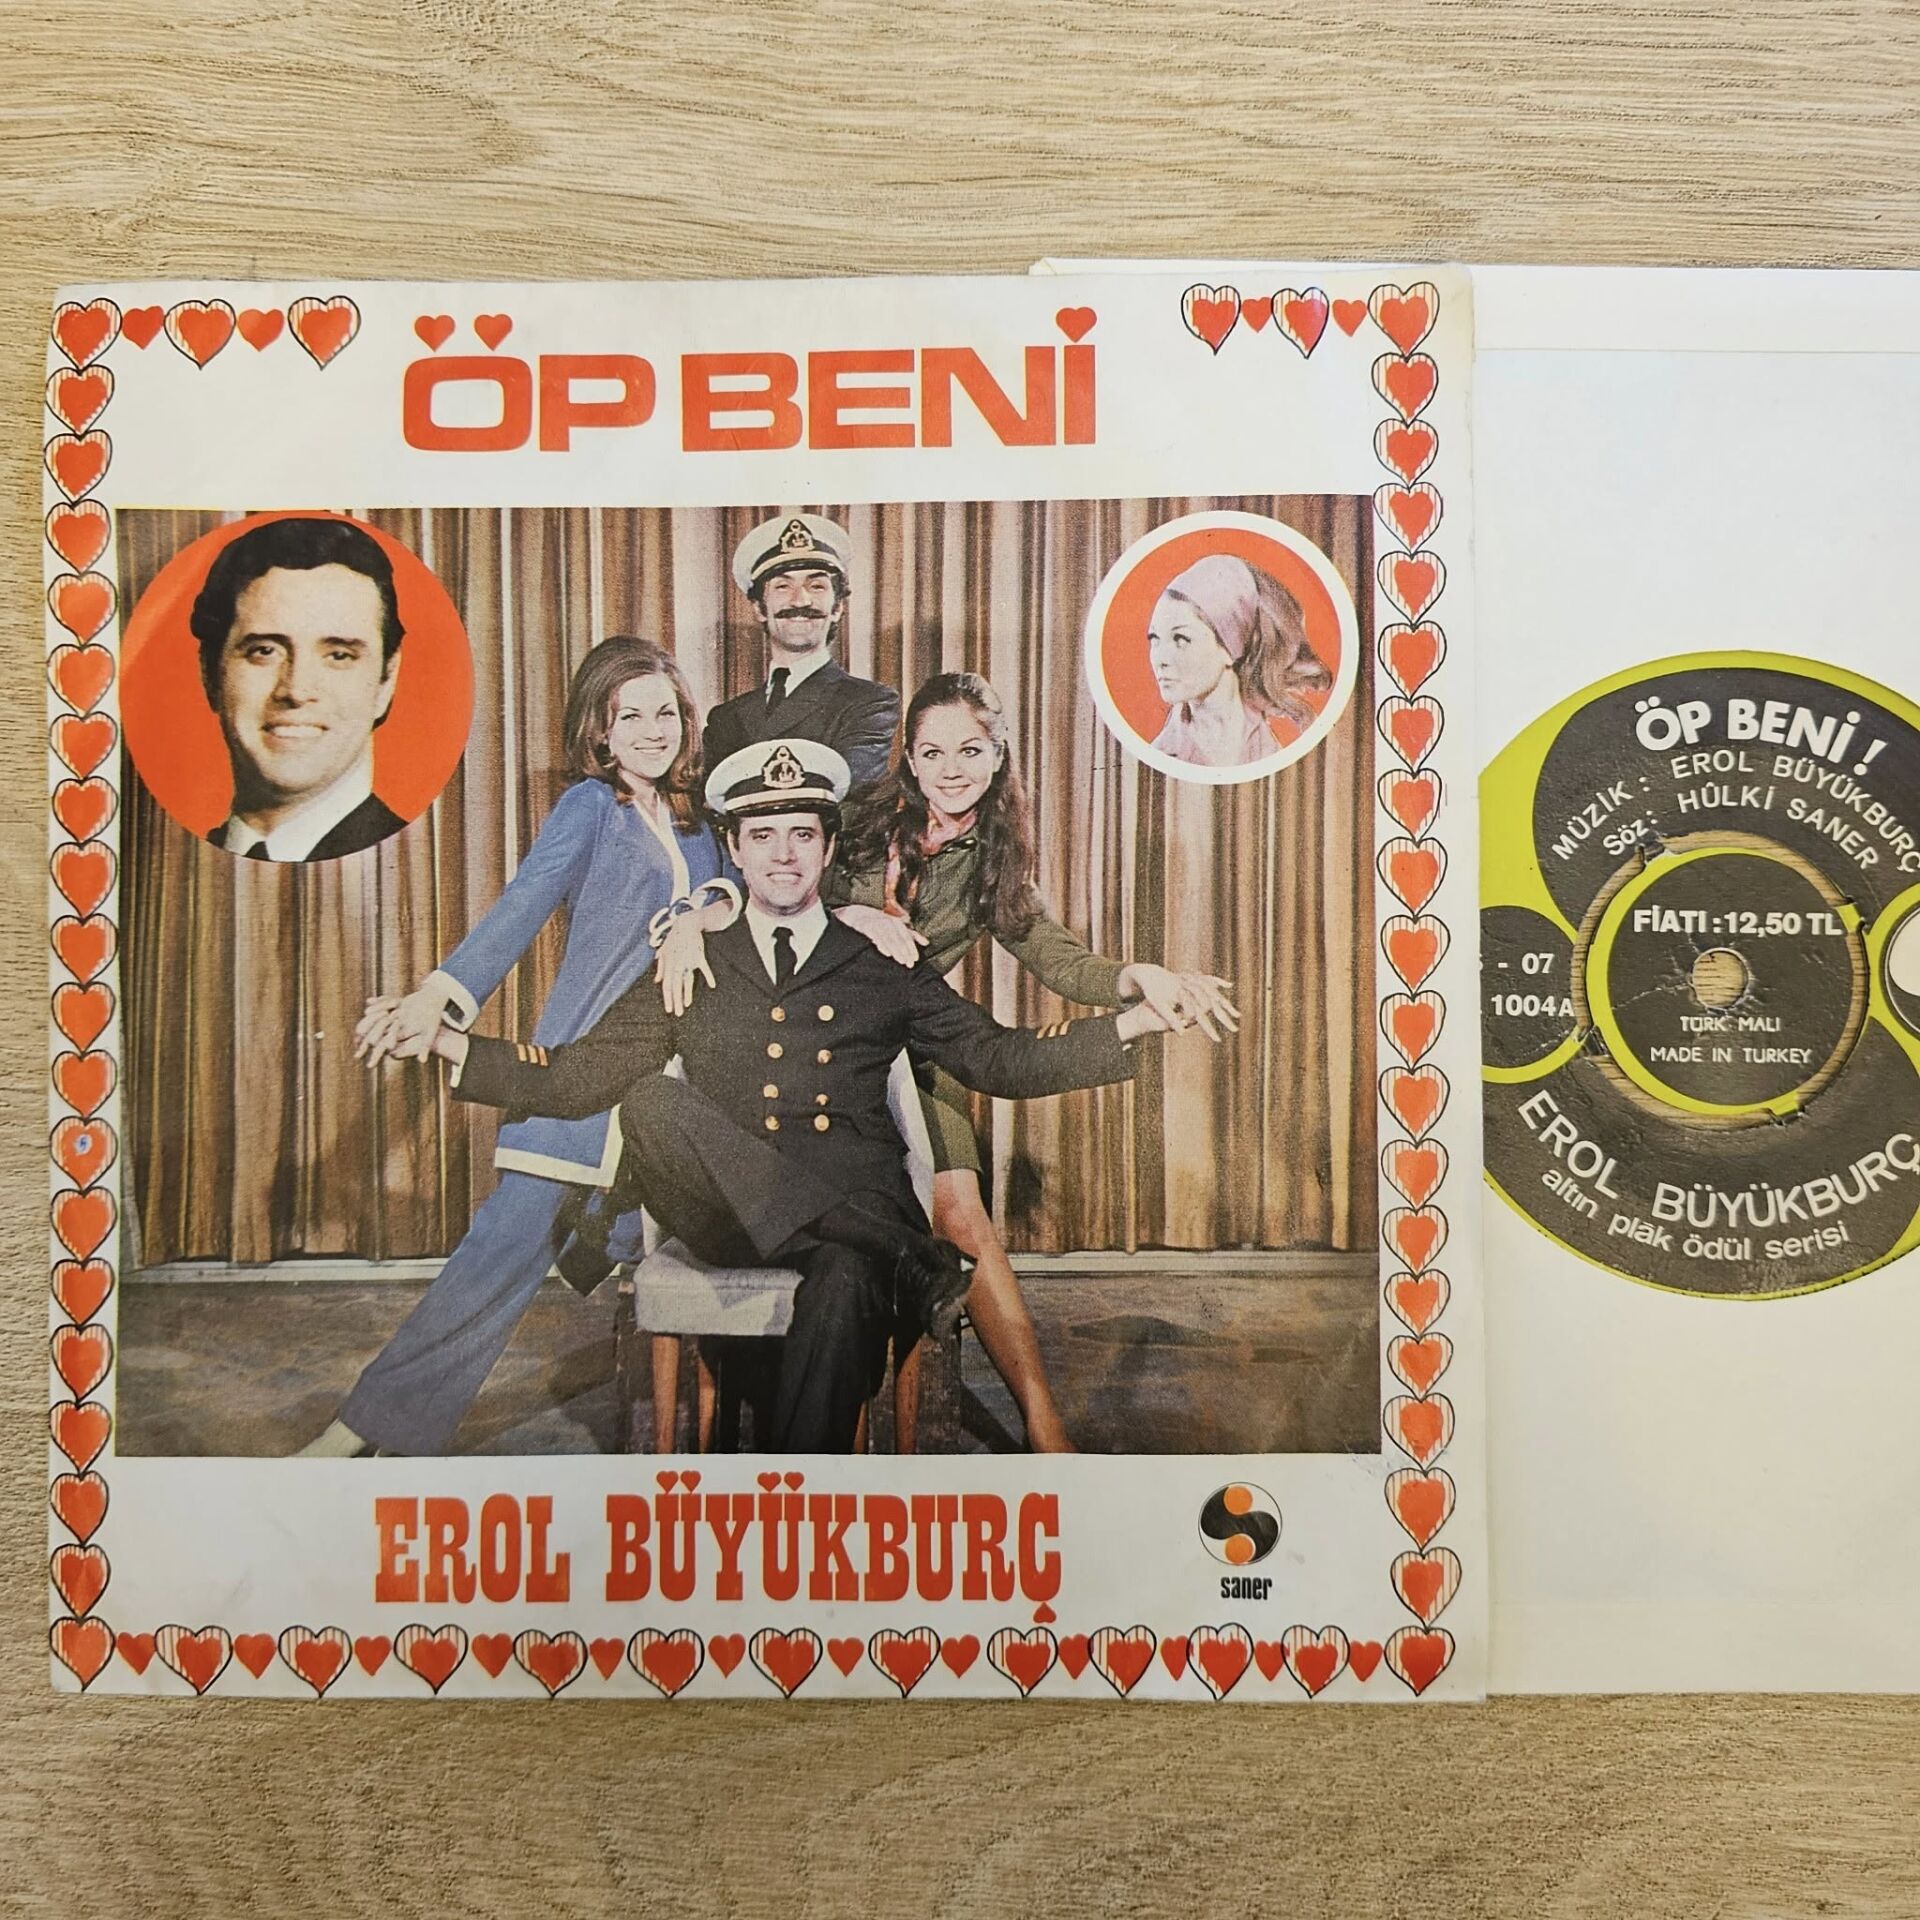 ÖP BENİ
EROL BÜYÜKBURÇ
saner
ÖP BENİ !
MÜZİK : EROL BÜYÜKBURÇ
Söz : HÛLKİ SANER
FİATI : 12,50 TL
- 07
1004A
TÜRK MALI
MADE IN TURKEY
EROL BÜYÜKBURÇ
altın plâk ödül serisi